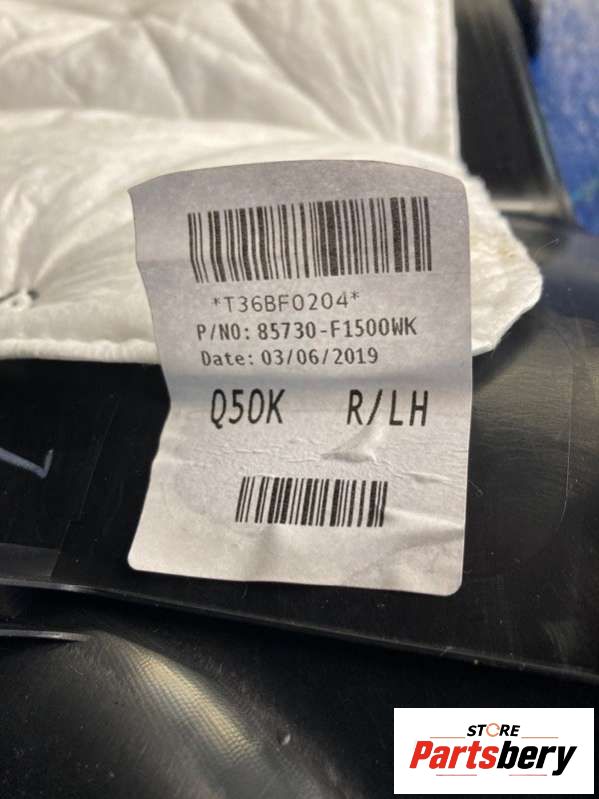 *T36BF0204*
P/NO: 85730-F1500WK
Date: 03/06/2019
Q50K R/LH
STORE
Partsbery